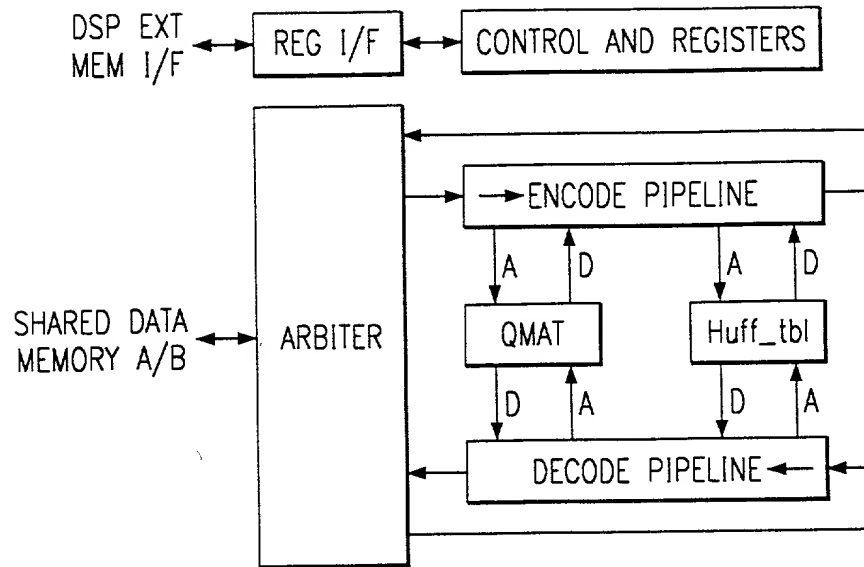 DSP EXT
MEM I/F
REG I/F
CONTROL AND REGISTERS
ENCODE PIPELINE
A
D
A
D
SHARED DATA
MEMORY A/B
ARBITER
QMAT
Huff_tbl
D
A
D
A
DECODE PIPELINE